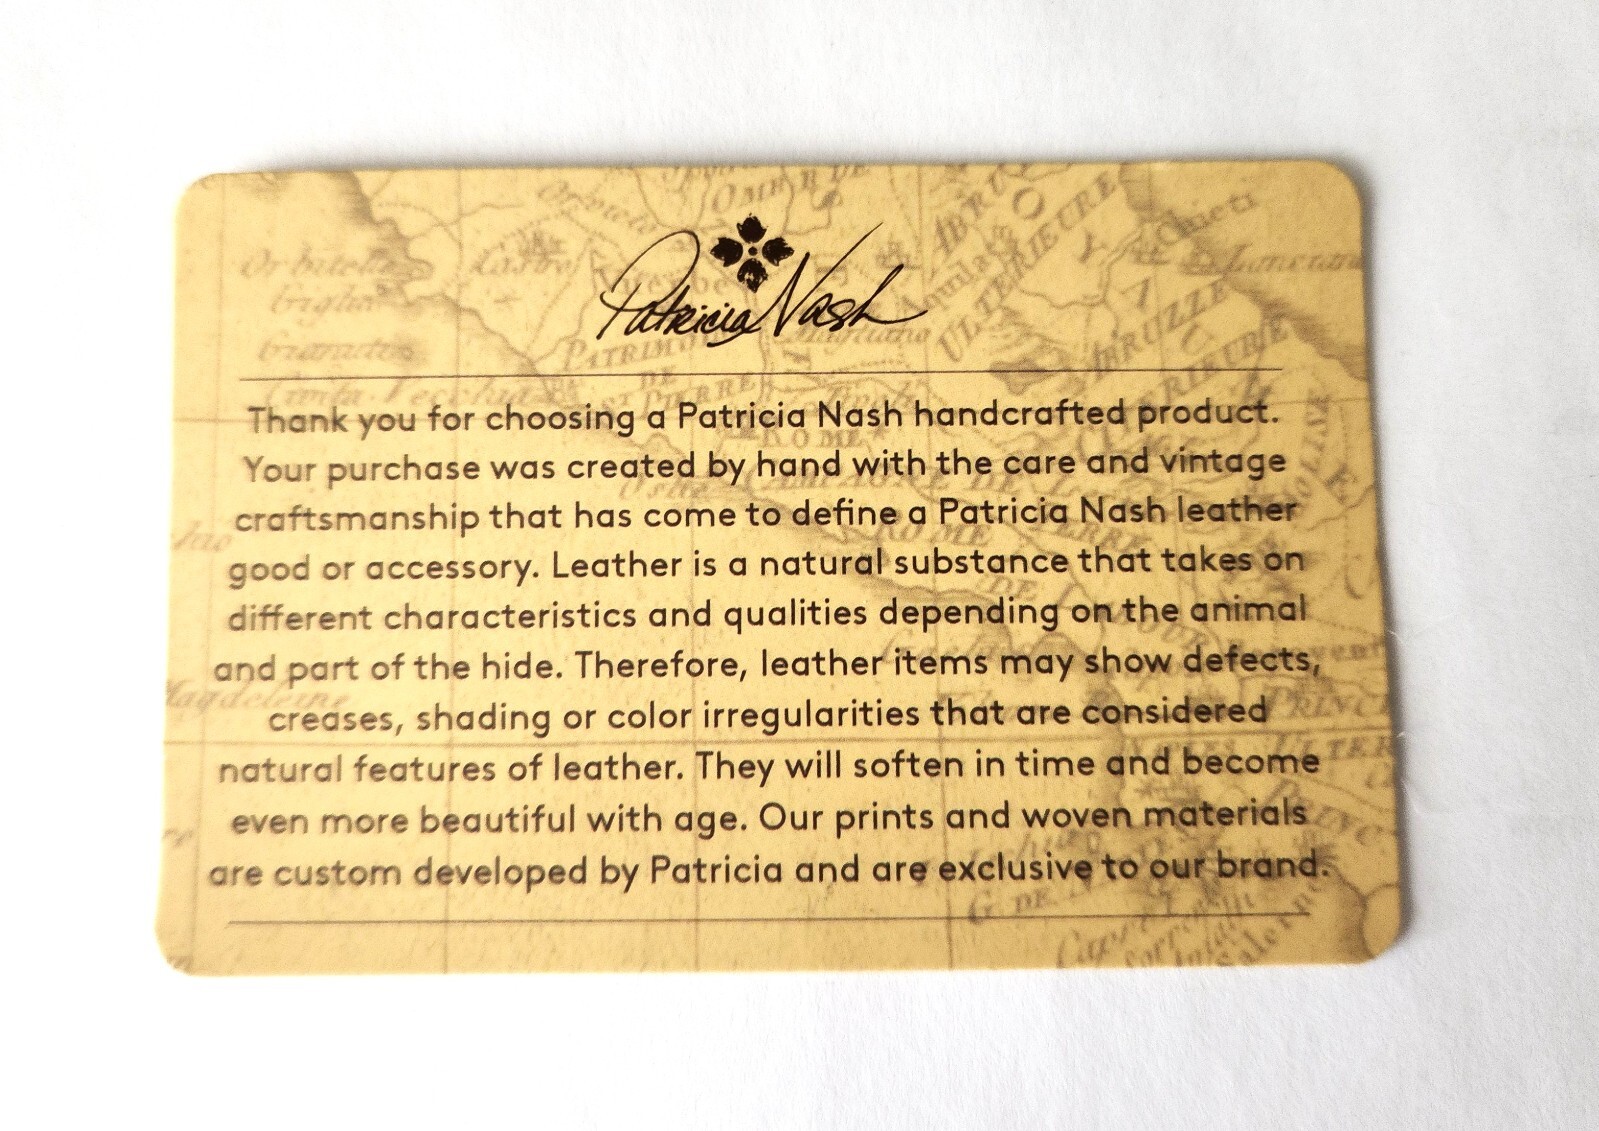 Patricia Nash
Thank you for choosing a Patricia Nash handcrafted product.
Your purchase was created by hand with the care and vintage
craftsmanship that has come to define a Patricia Nash leather
good or accessory. Leather is a natural substance that takes on
different characteristics and qualities depending on the animal
and part of the hide. Therefore, leather items may show defects,
creases, shading or color irregularities that are considered
natural features of leather. They will soften in time and become
even more beautiful with age. Our prints and woven materials
are custom developed by Patricia and are exclusive to our brand.